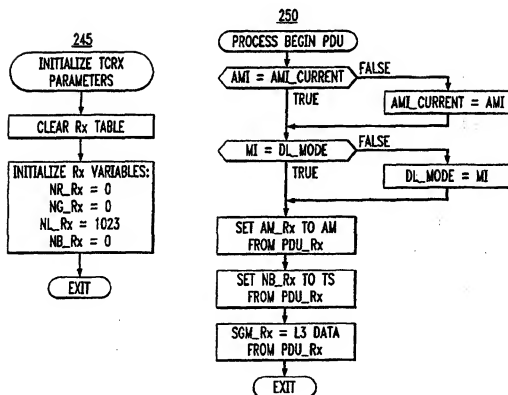 245
INITIALIZE TCRX
PARAMETERS
CLEAR Rx TABLE
INITIALIZE Rx VARIABLES:
NR_Rx = 0
NG_Rx = 0
NL_Rx = 1023
NB_Rx = 0
EXIT
250
PROCESS BEGIN PDU
AMI = AMI_CURRENT
FALSE
TRUE
AMI_CURRENT = AMI
MI = DL_MODE
FALSE
TRUE
DL_MODE = MI
SET AM_Rx TO AM
FROM PDU_Rx
SET NB_Rx TO TS
FROM PDU_Rx
SGM_Rx = L3 DATA
FROM PDU_Rx
EXIT